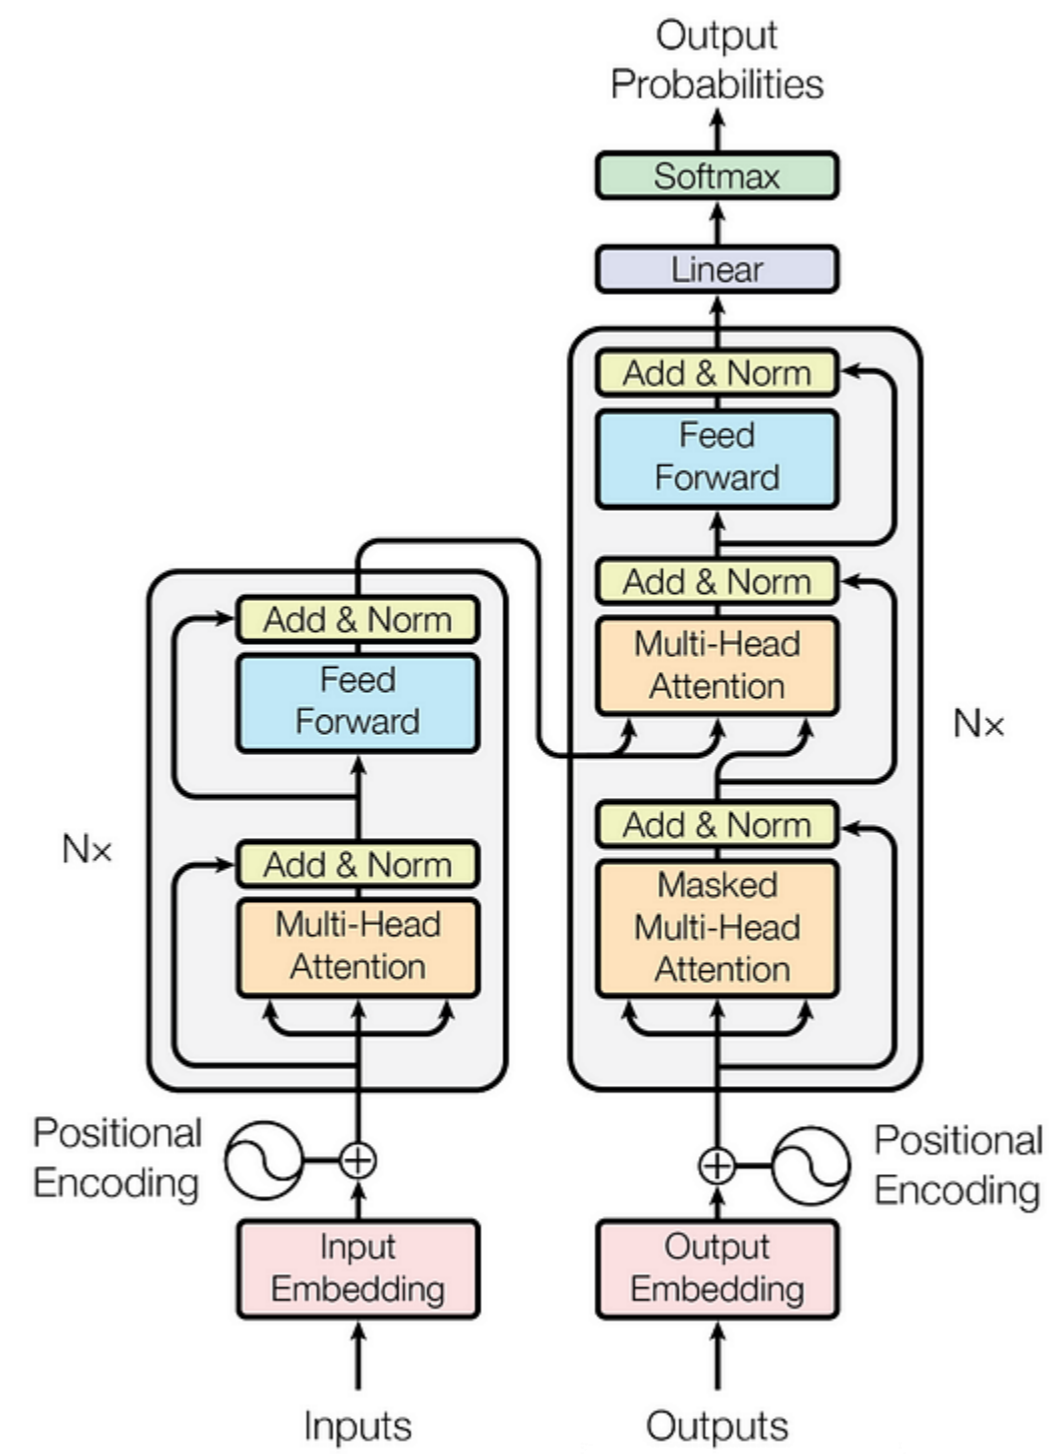 Output
Probabilities
Softmax
Linear
Add & Norm
Feed
Forward
Add & Norm
Multi-Head
Attention
Add & Norm
Masked
Multi-Head
Attention
Nx
Add & Norm
Feed
Forward
Add & Norm
Multi-Head
Attention
Nx
Positional
Encoding
Input
Embedding
Inputs
Positional
Encoding
Output
Embedding
Outputs